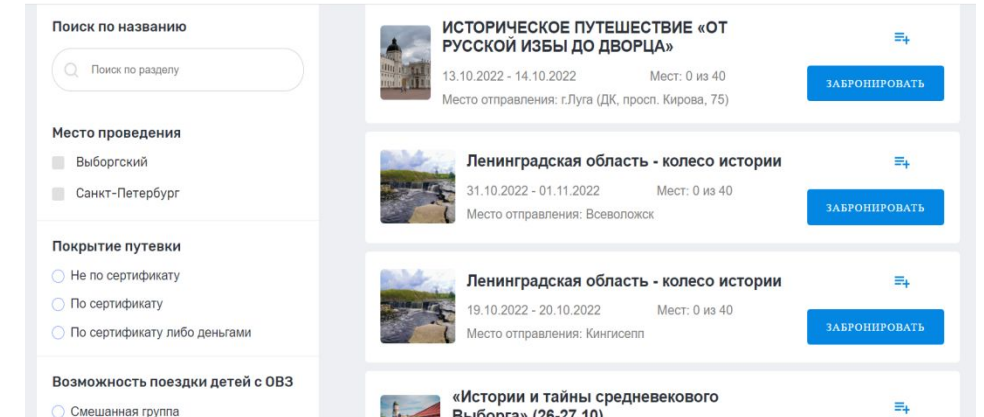 Поиск по названию
Поиск по разделу
Место проведения
Выборгский
Санкт-Петербург
Покрытие путевки
Не по сертификату
По сертификату
По сертификату либо деньгами
Возможность поездки детей с ОВЗ
Смешанная группа
ИСТОРИЧЕСКОЕ ПУТЕШЕСТВИЕ «ОТ
РУССКОЙ ИЗБЫ ДО ДВОРЦА»
13.10.2022 - 14.10.2022 Мест: 0 из 40
Место отправления: г.Луга (ДК, просп. Кирова, 75)
ЗАБРОНИРОВАТЬ
Ленинградская область - колесо истории
31.10.2022 - 01.11.2022 Мест: 0 из 40
Место отправления: Всеволожск
ЗАБРОНИРОВАТЬ
Ленинградская область - колесо истории
19.10.2022 - 20.10.2022 Мест: 0 из 40
Место отправления: Кингисепп
ЗАБРОНИРОВАТЬ
«Истории и тайны средневекового
Выборга» (26-27.10)